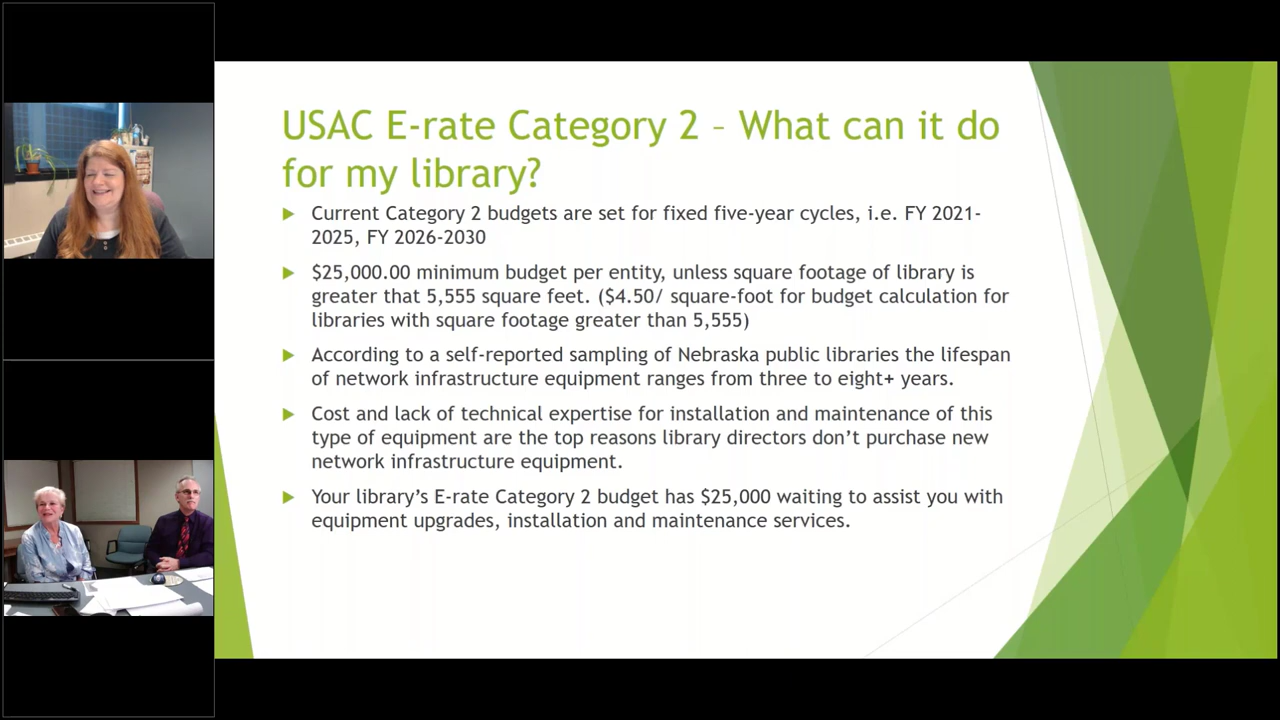 USAC E-rate Category 2 – What can it do
for my library?
Current Category 2 budgets are set for fixed five-year cycles, i.e. FY 2021-
2025, FY 2026-2030
$25,000.00 minimum budget per entity, unless square footage of library is
greater that 5,555 square feet. ($4.50/ square-foot for budget calculation for
libraries with square footage greater than 5,555)
According to a self-reported sampling of Nebraska public libraries the lifespan
of network infrastructure equipment ranges from three to eight+ years.
Cost and lack of technical expertise for installation and maintenance of this
type of equipment are the top reasons library directors don’t purchase new
network infrastructure equipment.
Your library’s E-rate Category 2 budget has $25,000 waiting to assist you with
equipment upgrades, installation and maintenance services.